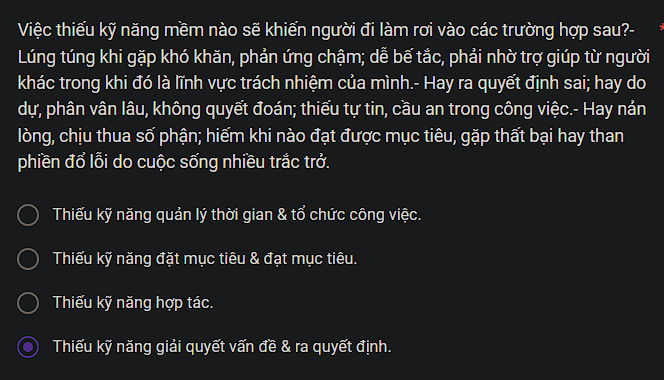 Việc thiếu kỹ năng mềm nào sẽ khiến người đi làm rơi vào các trường hợp sau?- *
Lúng túng khi gặp khó khăn, phản ứng chậm; dễ bế tắc, phải nhờ trợ giúp từ người
khác trong khi đó là lĩnh vực trách nhiệm của mình.- Hay ra quyết định sai; hay do
dự, phân vân lâu, không quyết đoán; thiếu tự tin, cầu an trong công việc.- Hay nản
lòng, chịu thua số phận; hiếm khi nào đạt được mục tiêu, gặp thất bại hay than
phiền đổ lỗi do cuộc sống nhiều trắc trở.
Thiếu kỹ năng quản lý thời gian & tổ chức công việc.
Thiếu kỹ năng đặt mục tiêu & đạt mục tiêu.
Thiếu kỹ năng hợp tác.
Thiếu kỹ năng giải quyết vấn đề & ra quyết định.